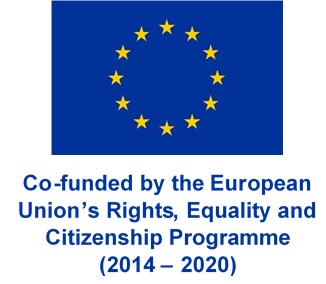 Co-funded by the European
Union’s Rights, Equality and
Citizenship Programme
(2014 – 2020)